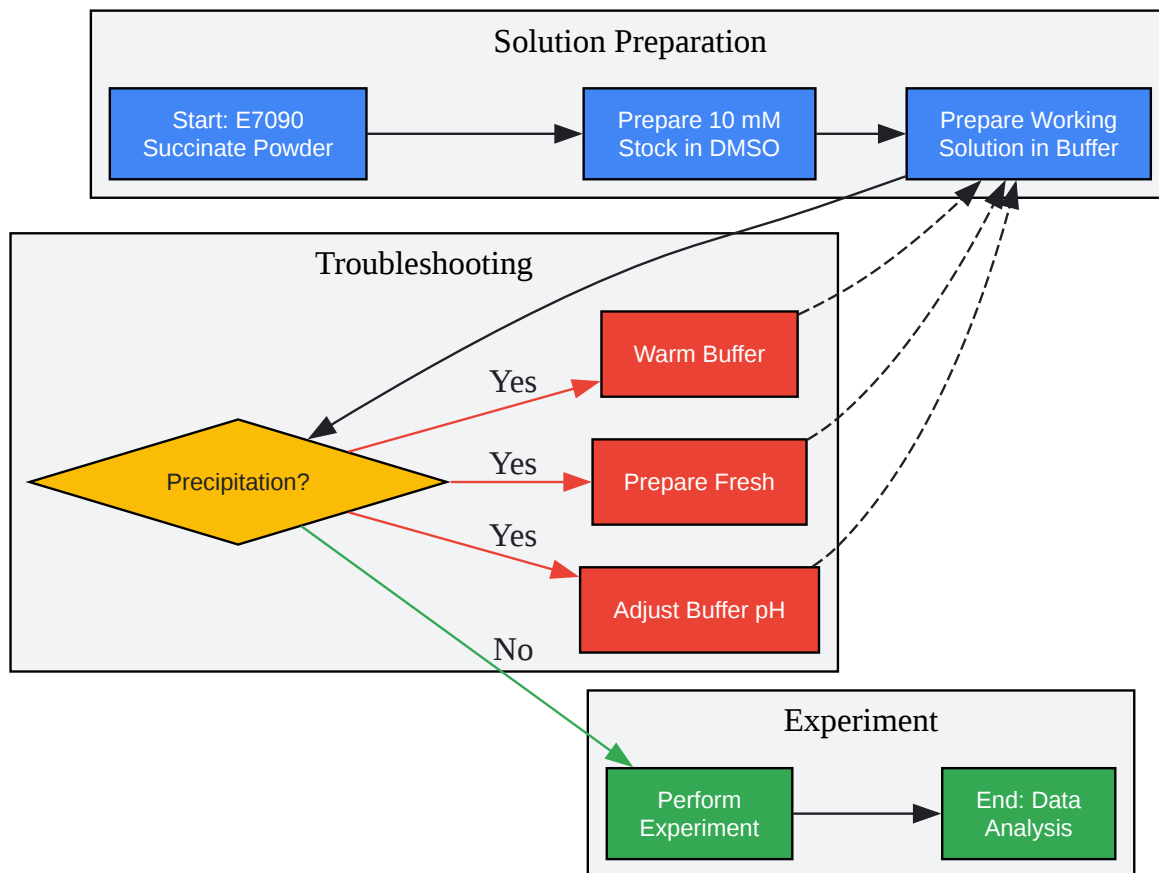 Solution Preparation
Start: E7090
Succinate Powder
Prepare 10 mM
Stock in DMSO
Prepare Working
Solution in Buffer
Troubleshooting
Precipitation?
Yes
Warm Buffer
Yes
Prepare Fresh
Yes
Adjust Buffer pH
No
Experiment
Perform
Experiment
End: Data
Analysis